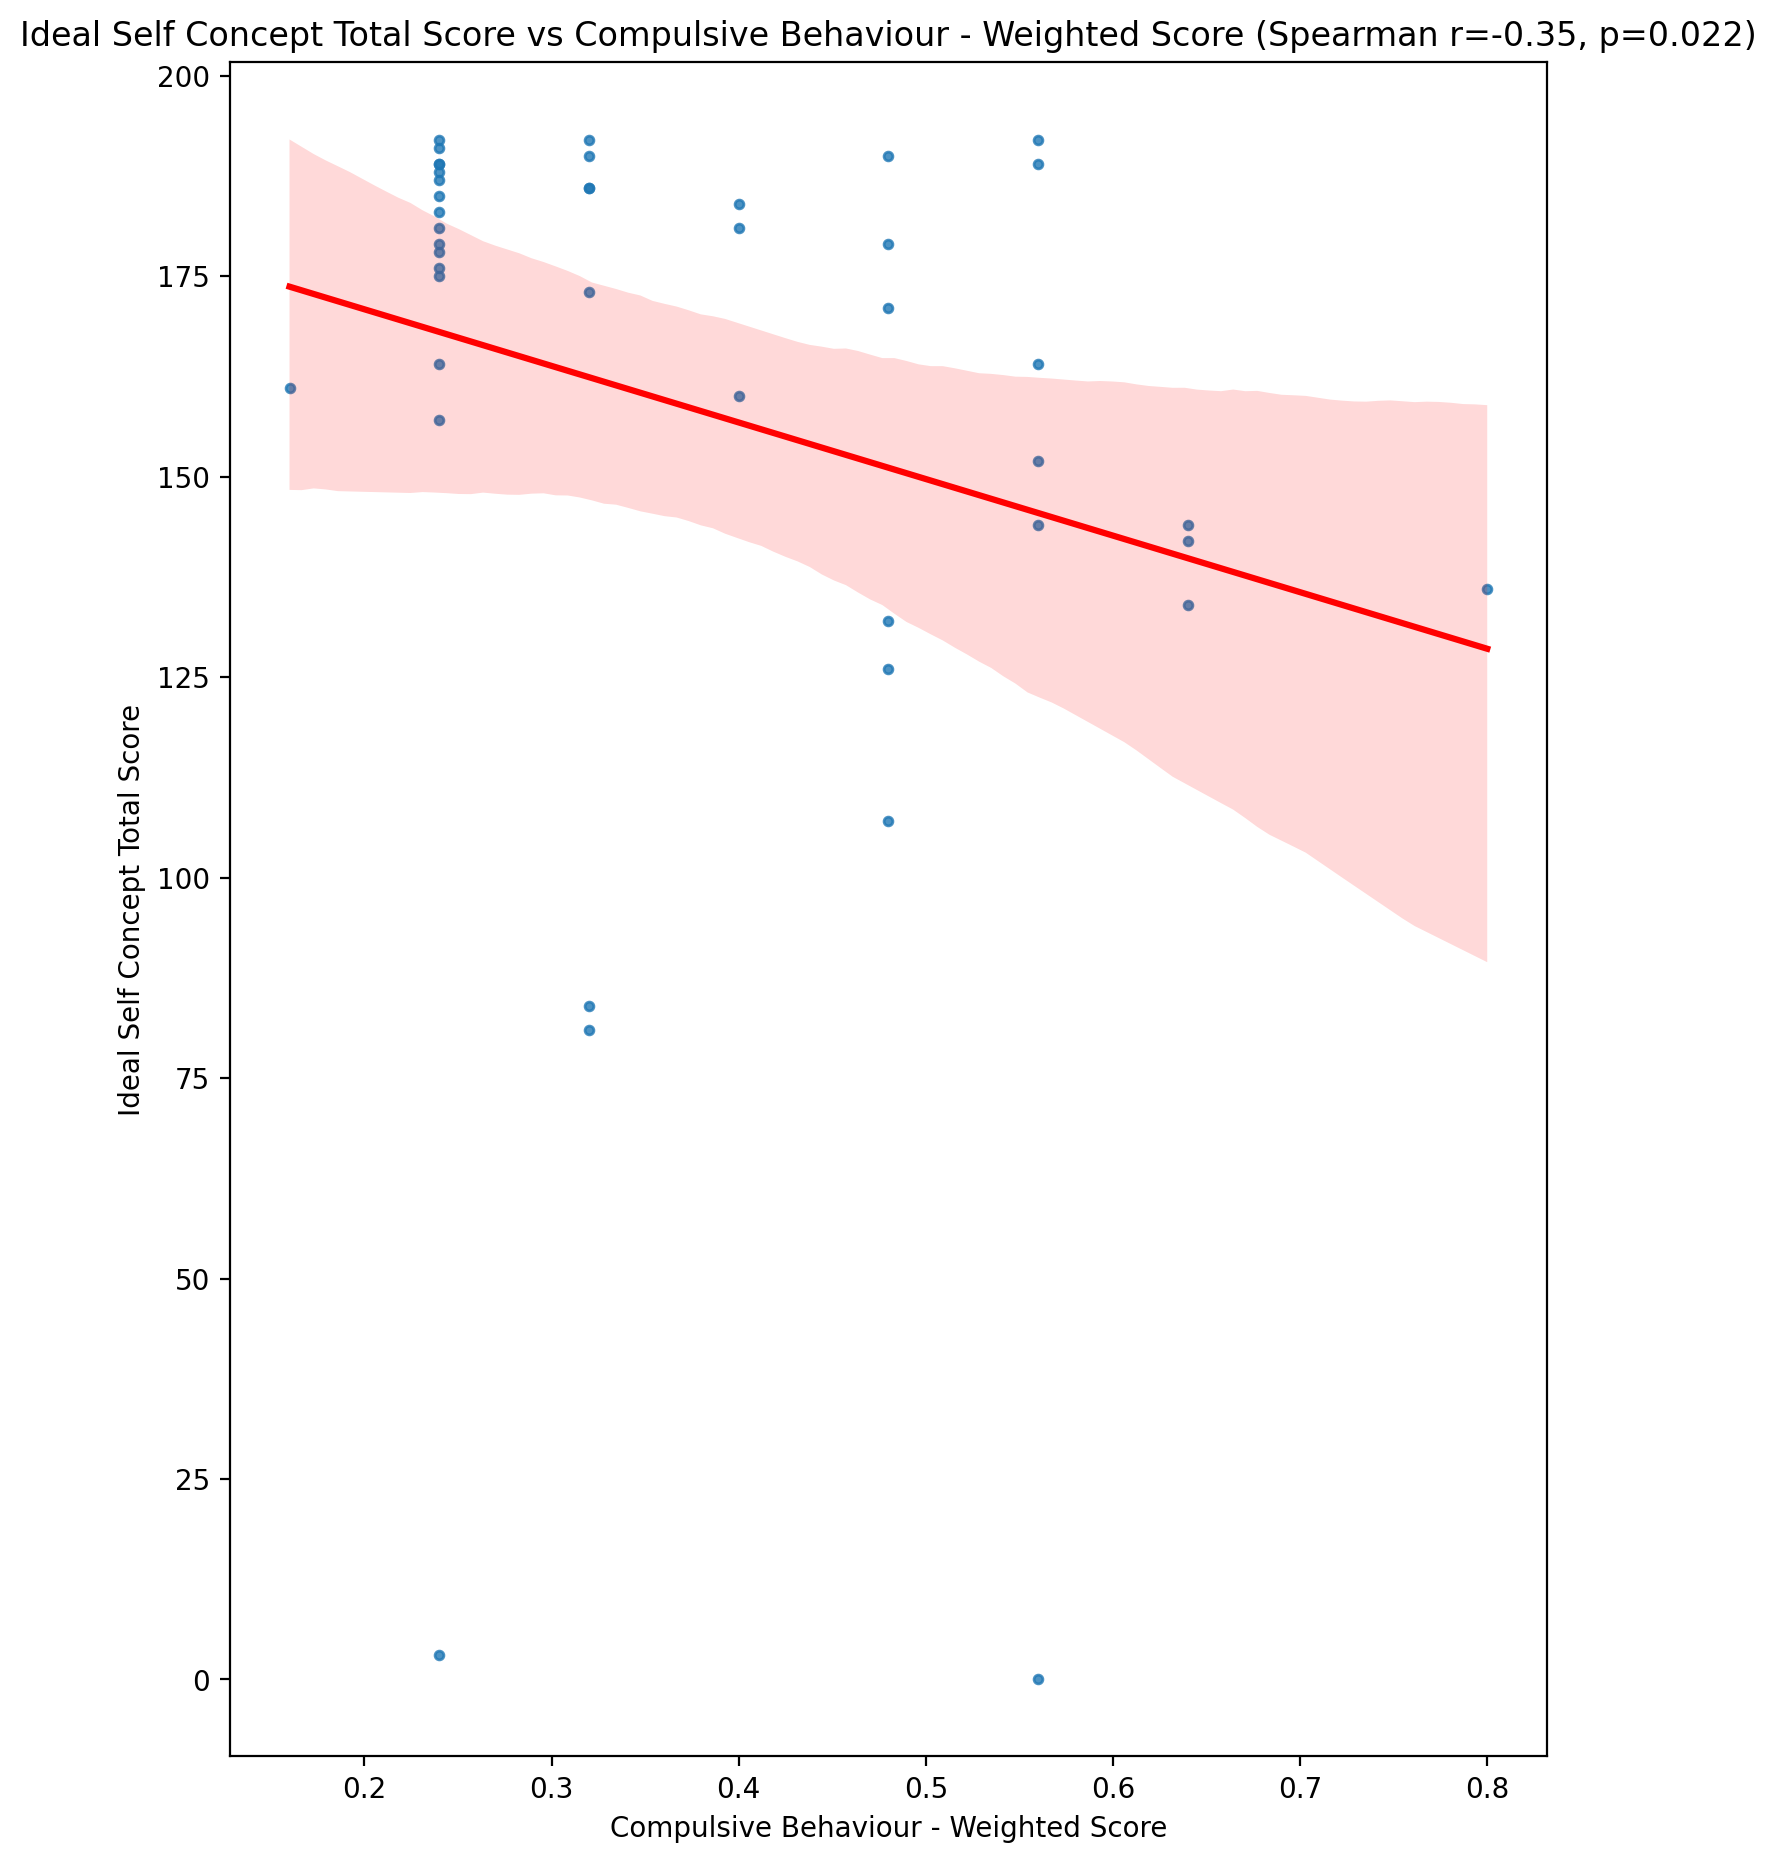 Ideal Self Concept Total Score vs Compulsive Behaviour - Weighted Score (Spearman r=-0.35, p=0.022)
200
175
150
125
100
75
50
25
0
Ideal Self Concept Total Score
0.2 0.3 0.4 0.5 0.6 0.7 0.8
Compulsive Behaviour - Weighted Score